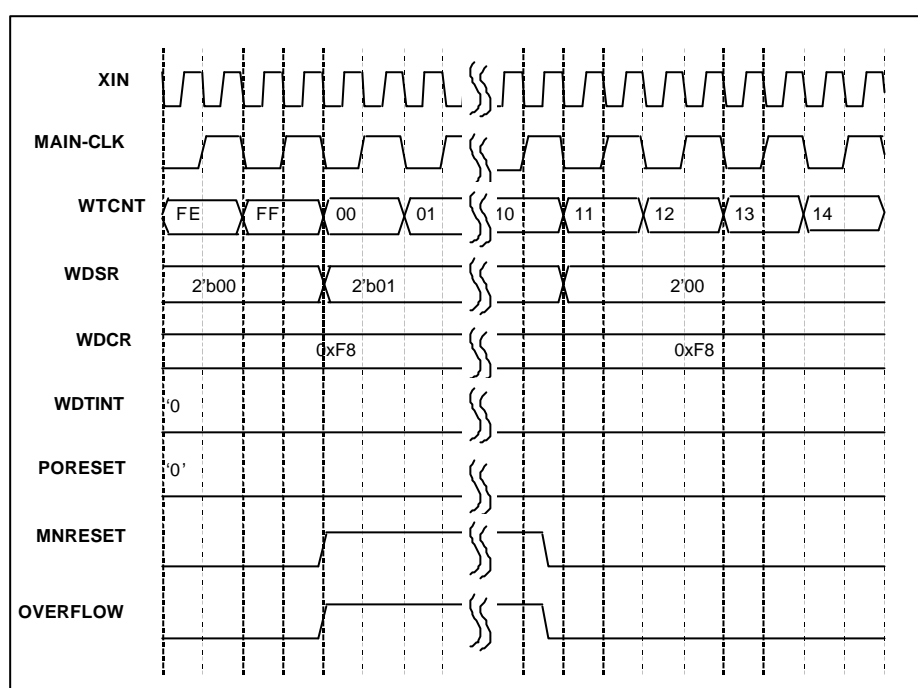 XIN
MAIN-CLK
WTCNT FE FF 00 01 10 11 12 13 14
WDSR 2'b00 2'b01 2'00
WDCR 0xF8 0xF8
WDTINT '0
PORESET '0'
MNRESET
OVERFLOW